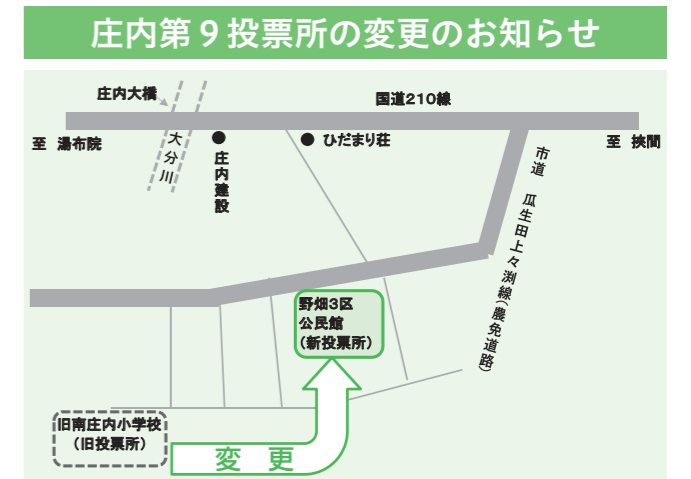 庄内第９投票所の変更のお知らせ
庄内大橋
国道210線
至　湯布院
大分川
庄内建設
ひだまり荘
至　挾間
市道　瓜生田上々渕線（農免道路）
野畑3区
公民館
（新投票所）
旧南庄内小学校
（旧投票所）
変　更